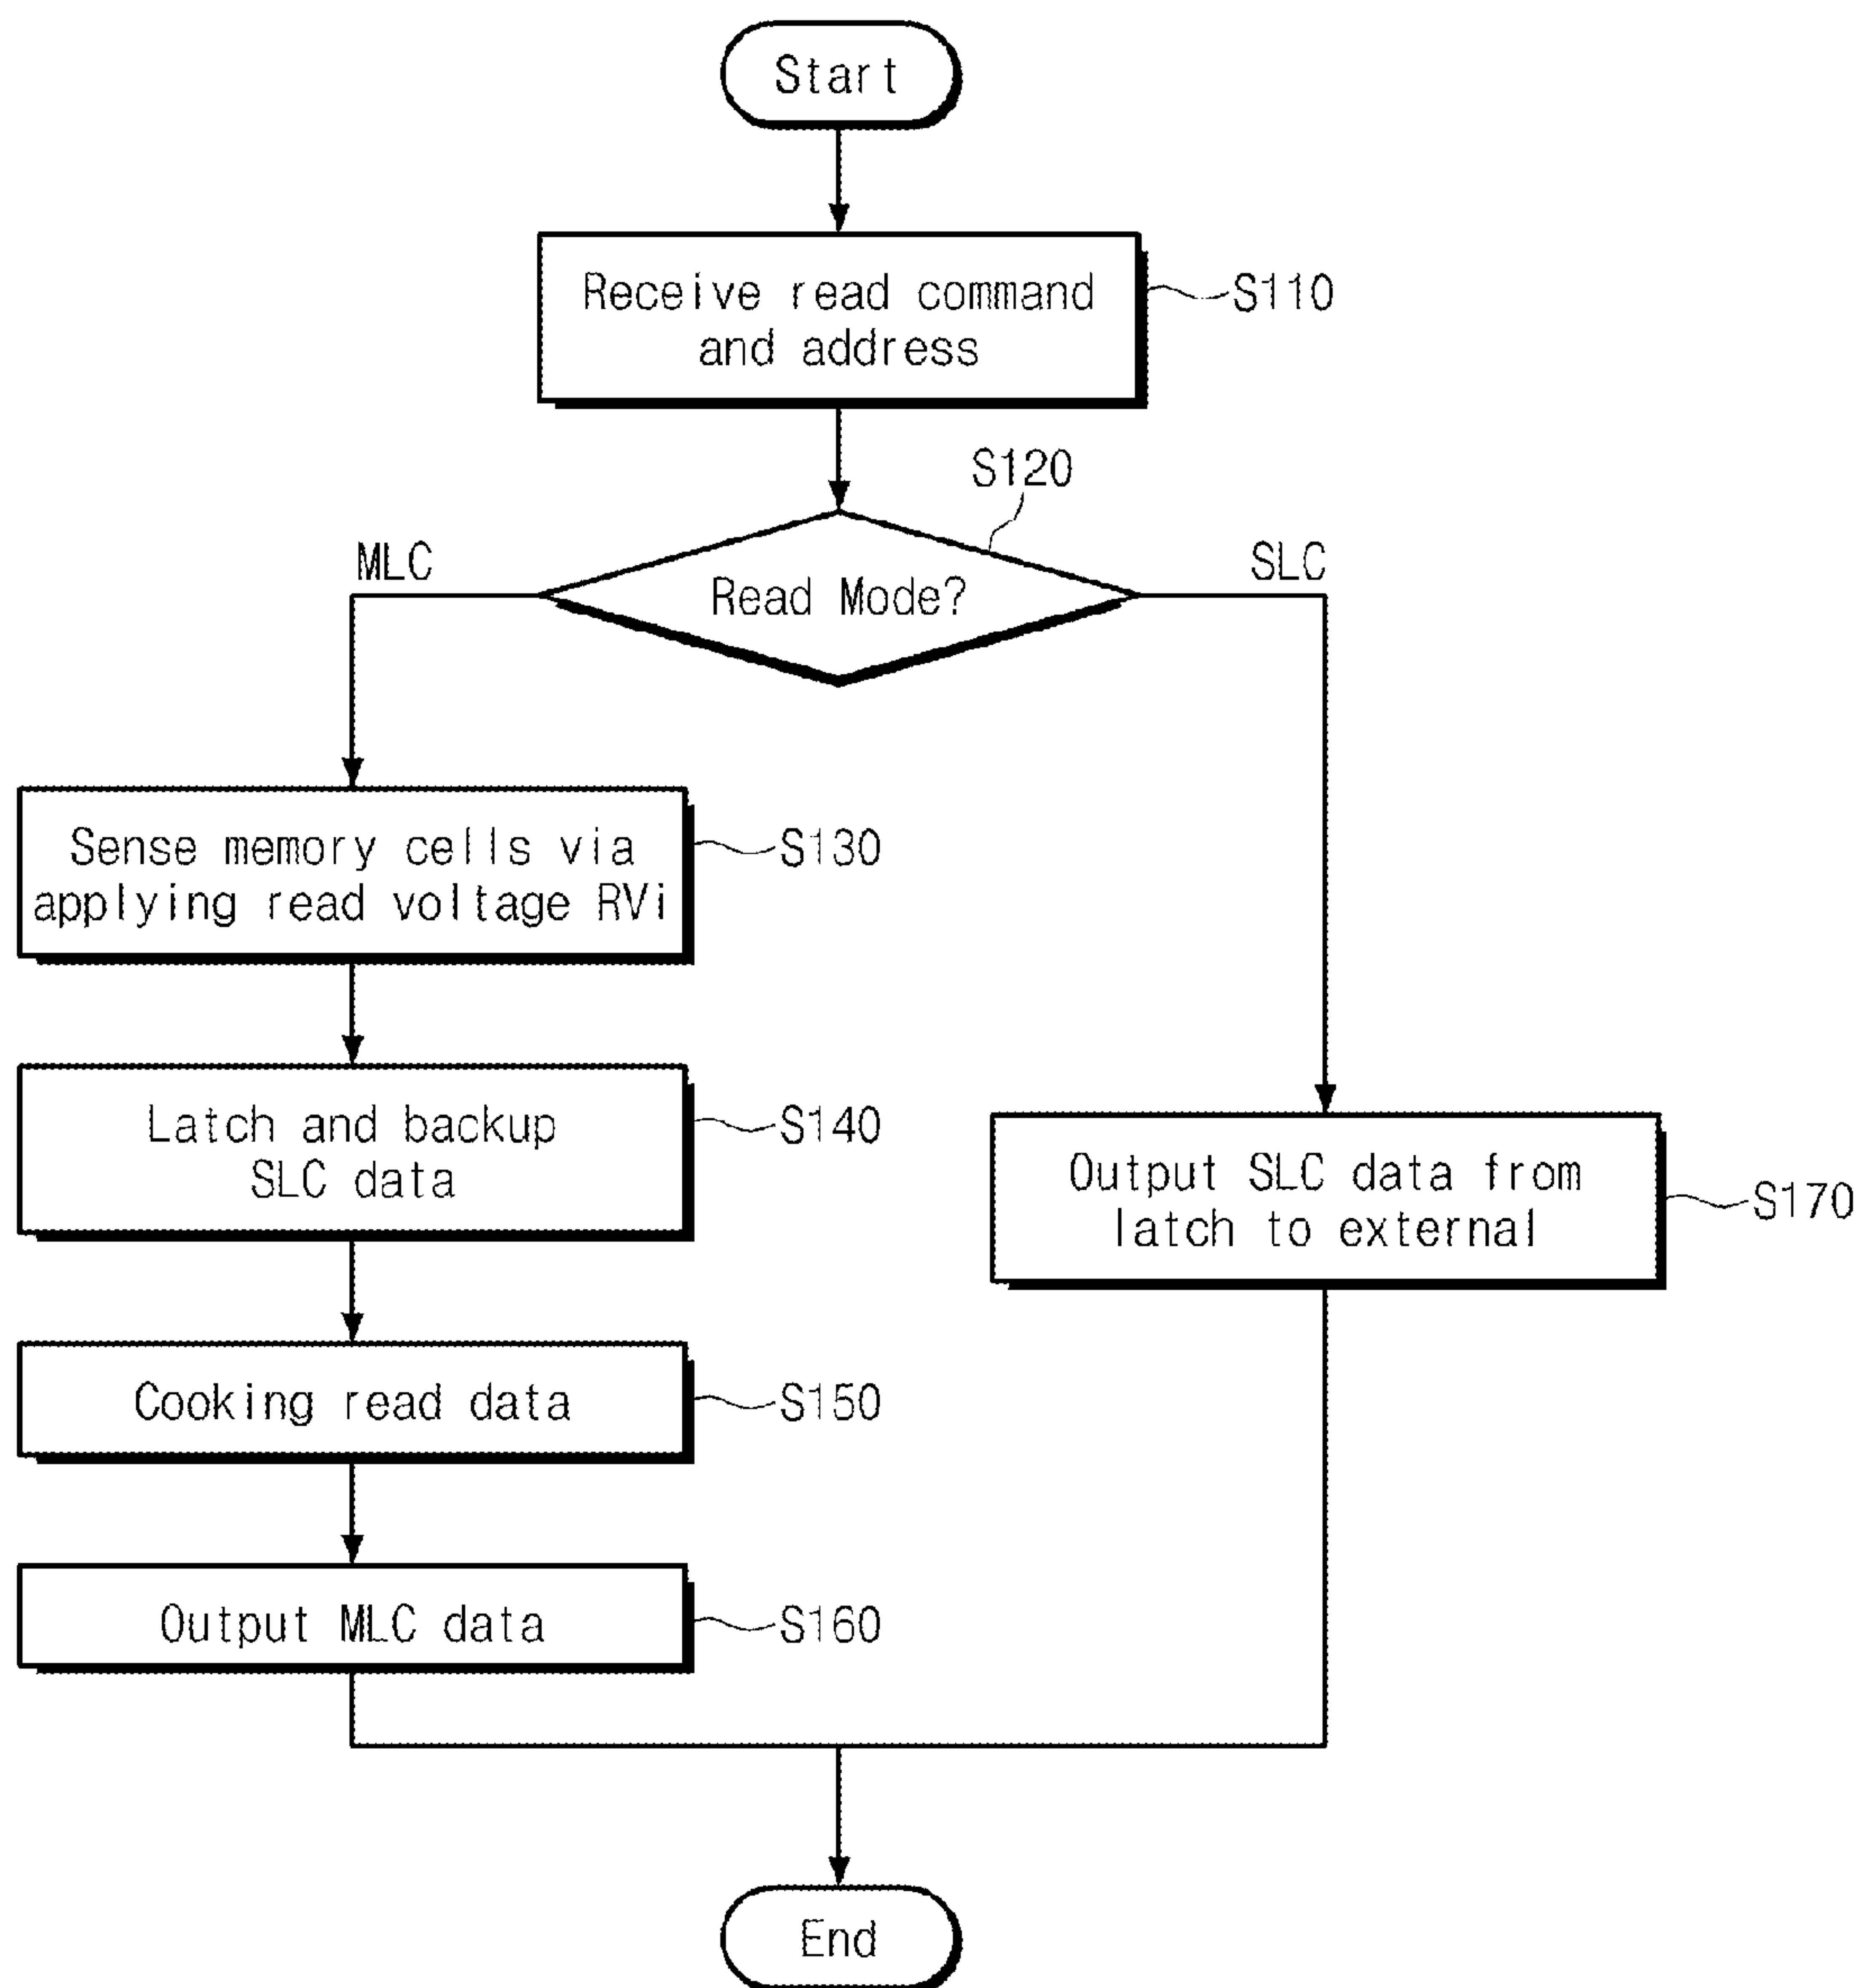 Start
Receive read command
and address
S110
S120
MLC
Read Mode?
SLC
Sense memory cells via
applying read voltage RVi
S130
Latch and backup
SLC data
S140
Output SLC data from
latch to external
S170
Cooking read data
S150
Output MLC data
S160
End